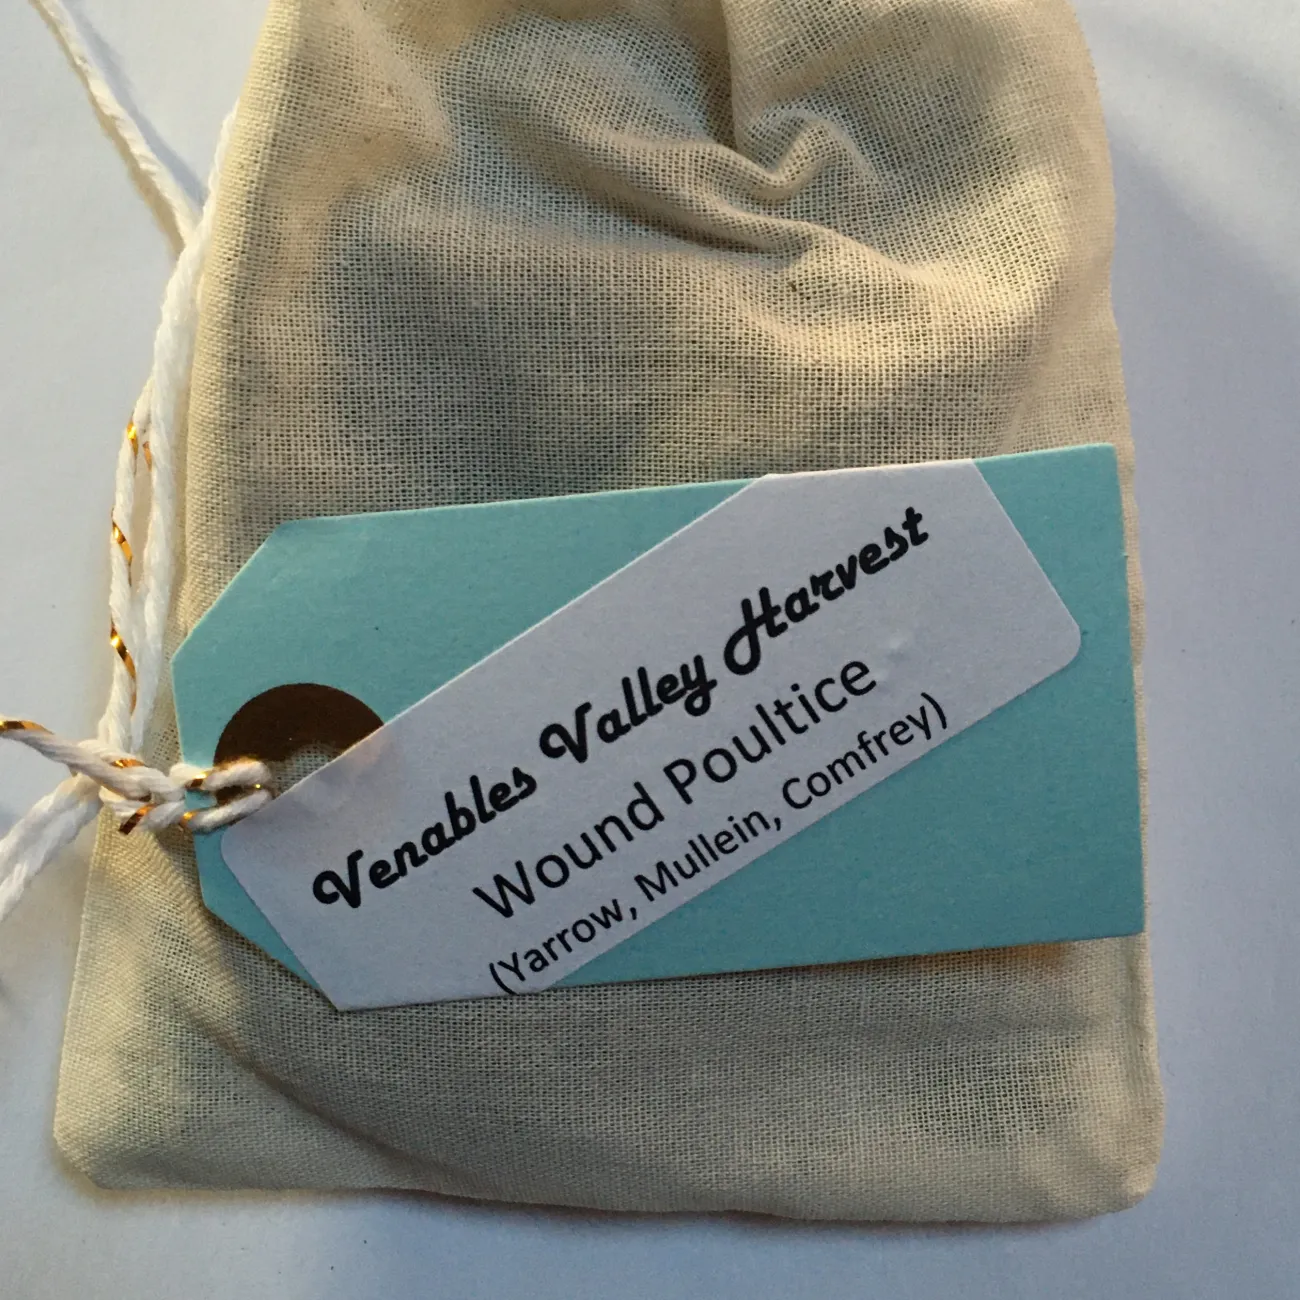 Venables Valley Harvest
Wound Poultice
(Yarrow, Mullein, Comfrey)